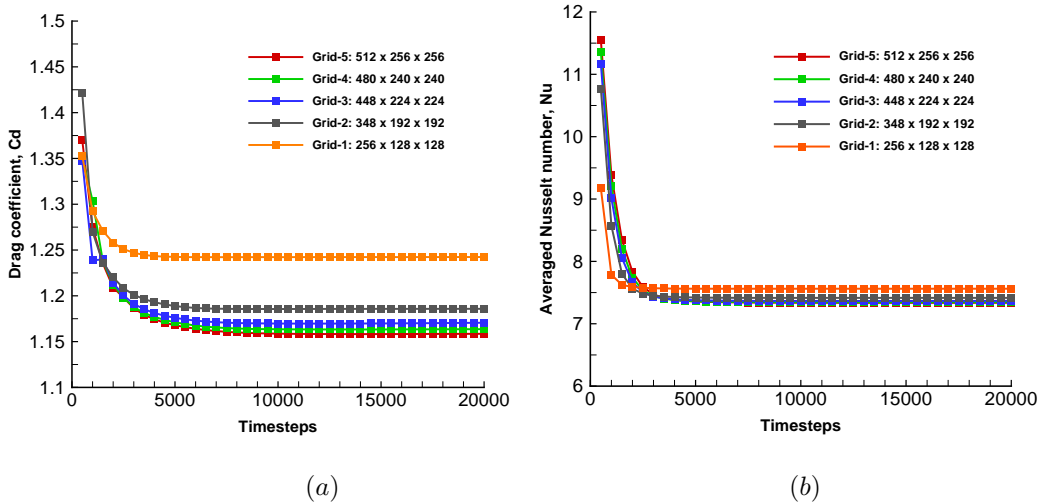 1.5
1.45
1.4
1.35
1.3
1.25
1.2
1.15
1.1
Drag coefficient, Cd
Grid-5: 512 x 256 x 256
Grid-4: 480 x 240 x 240
Grid-3: 448 x 224 x 224
Grid-2: 348 x 192 x 192
Grid-1: 256 x 128 x 128
0 5000 10000 15000 20000
Timesteps
(a)
12
11
10
9
8
7
6
Averaged Nusselt number, Nu
Grid-5: 512 x 256 x 256
Grid-4: 480 x 240 x 240
Grid-3: 448 x 224 x 224
Grid-2: 348 x 192 x 192
Grid-1: 256 x 128 x 128
0 5000 10000 15000 20000
Timesteps
(b)